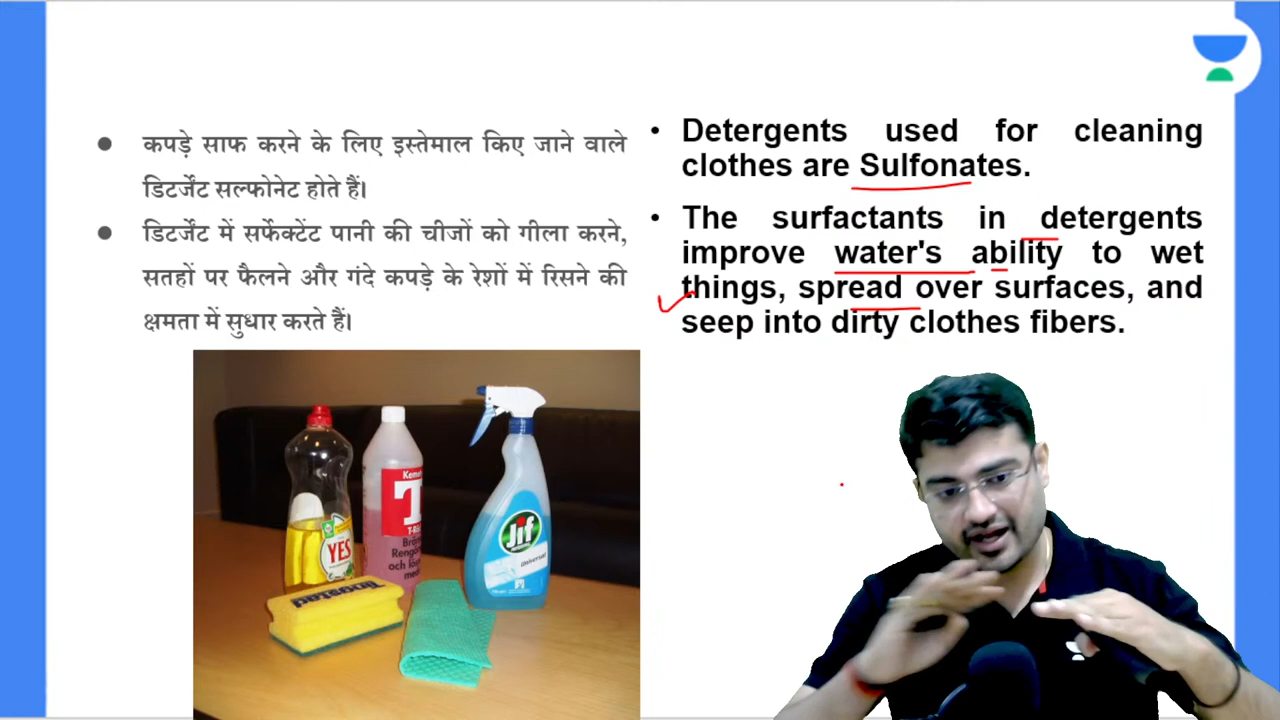 कपड़े साफ करने के लिए इस्तेमाल किए जाने वाले
डिटर्जेंट सल्फोनेट होते हैं।
डिटर्जेंट में सर्फेक्टेंट पानी की चीजों को गीला करने,
सतहों पर फैलने और गंदे कपड़े के रेशों में रिसने की
क्षमता में सुधार करते हैं।
Detergents used for cleaning
clothes are Sulfonates.
The surfactants in detergents
improve water's ability to wet
things, spread over surfaces, and
seep into dirty clothes fibers.
YES
T
Jif